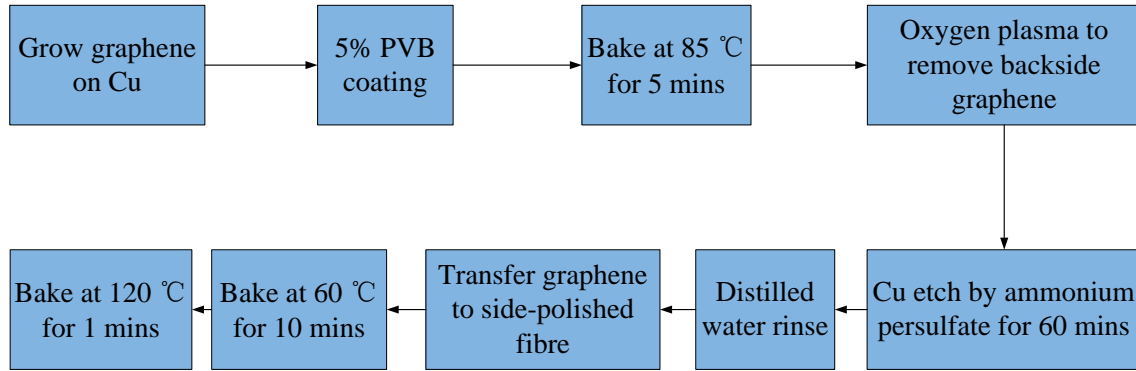 Grow graphene
on Cu
5% PVB
coating
Bake at 85 ℃
for 5 mins
Oxygen plasma to
remove backside
graphene
Cu etch by ammonium
persulfate for 60 mins
Distilled
water rinse
Transfer graphene
to side-polished
fibre
Bake at 60 ℃
for 10 mins
Bake at 120 ℃
for 1 mins